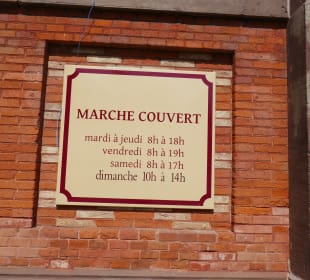 MARCHE COUVERT
mardi à jeudi 8h à 18h
vendredi 8h à 19h
samedi 8h à 17h
dimanche 10h à 14h